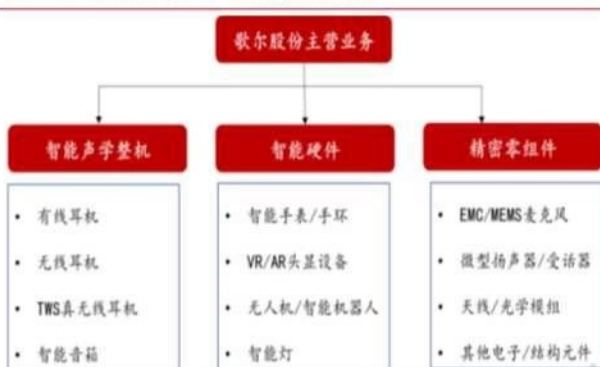 歌尔股份主营业务
智能声学整机
有线耳机
无线耳机
TWS真无线耳机
智能音箱
智能硬件
智能手表/手环
VR/AR头显设备
无人机/智能机器人
智能灯
精密零组件
EMC/MEMS麦克风
微型扬声器/受话器
天线/光学模组
其他电子/结构元件